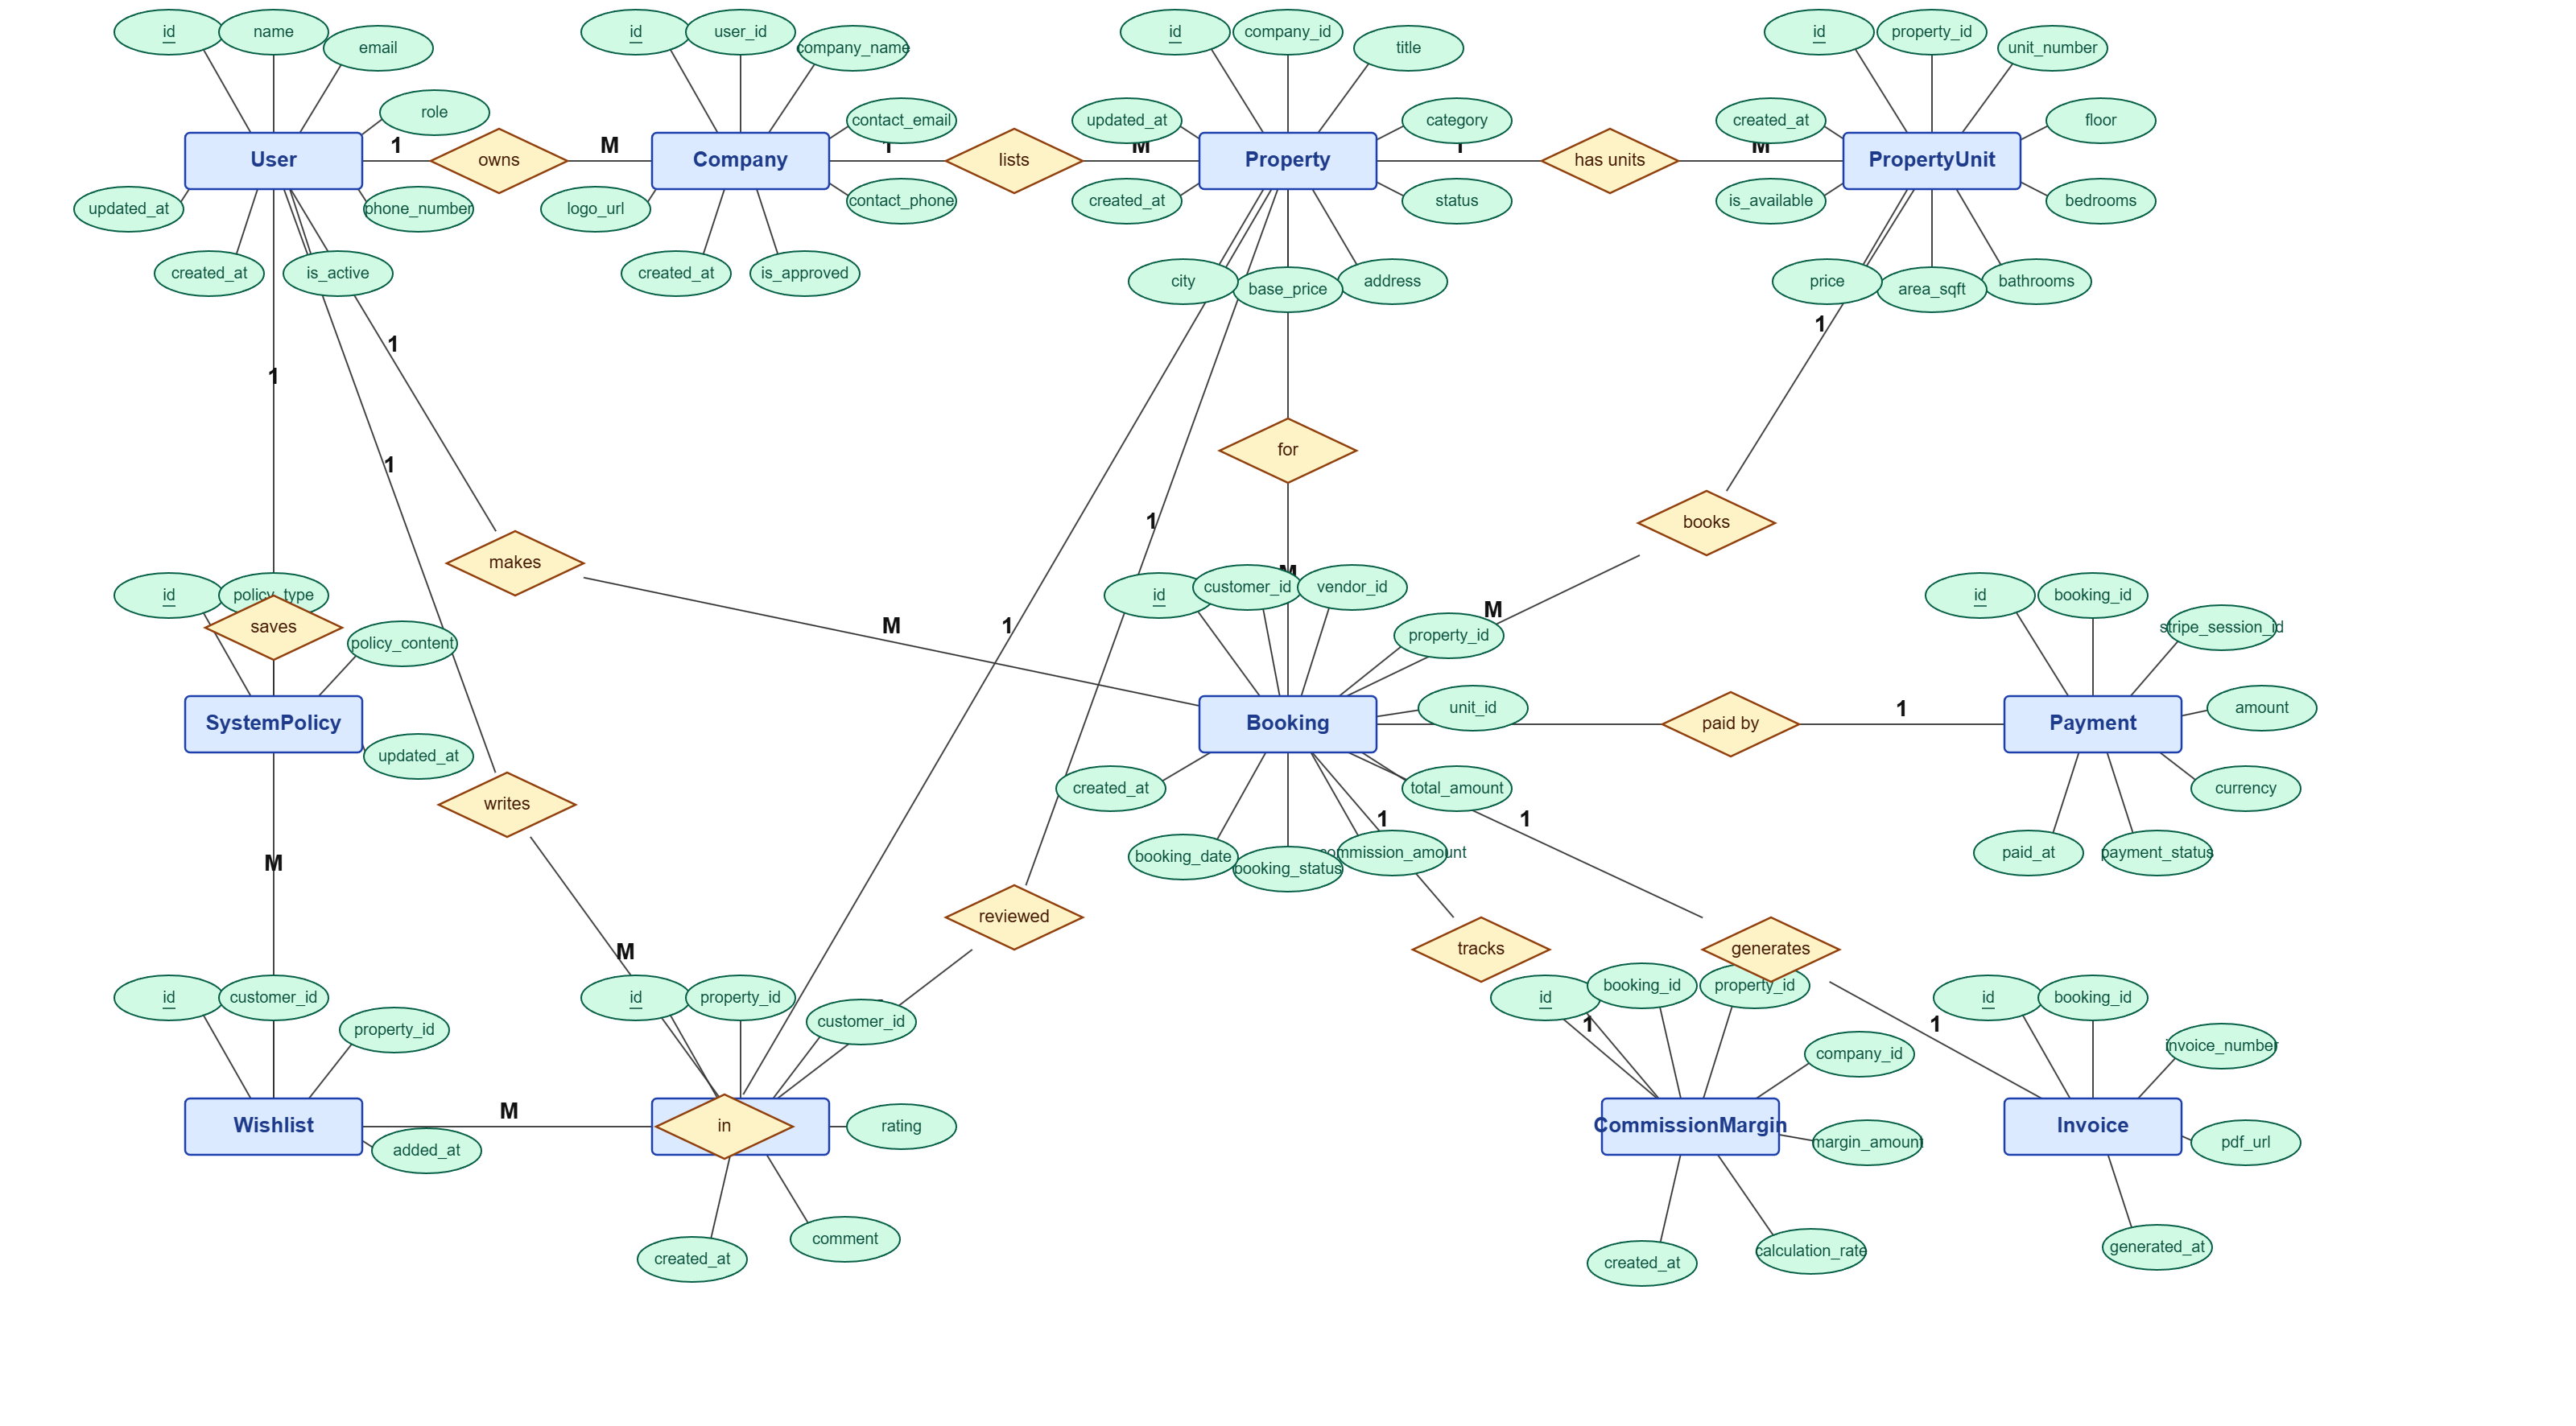 id
name
email
role
User
updated_at
phone_number
created_at
is_active
1
owns
M
id
user_id
company_name
contact_email
Company
logo_url
contact_phone
created_at
is_approved
1
lists
M
id
company_id
title
updated_at
category
Property
created_at
status
city
base_price
address
1
has units
M
id
property_id
unit_number
created_at
floor
PropertyUnit
is_available
bedrooms
price
area_sqft
bathrooms
1
1
1
1
for
1
books
makes
M
M
M
1
id
policy_type
saves
policy_content
SystemPolicy
updated_at
id
customer_id
vendor_id
property_id
unit_id
Booking
created_at
total_amount
booking_date
booking_status
commission_amount
paid by
1
id
booking_id
stripe_session_id
amount
Payment
currency
paid_at
payment_status
writes
M
1
1
reviewed
tracks
generates
M
id
customer_id
property_id
Wishlist
added_at
M
id
property_id
customer_id
in
rating
created_at
comment
id
booking_id
property_id
1
company_id
CommissionMargin
margin_amount
created_at
calculation_rate
1
id
booking_id
invoice_number
Invoice
pdf_url
generated_at